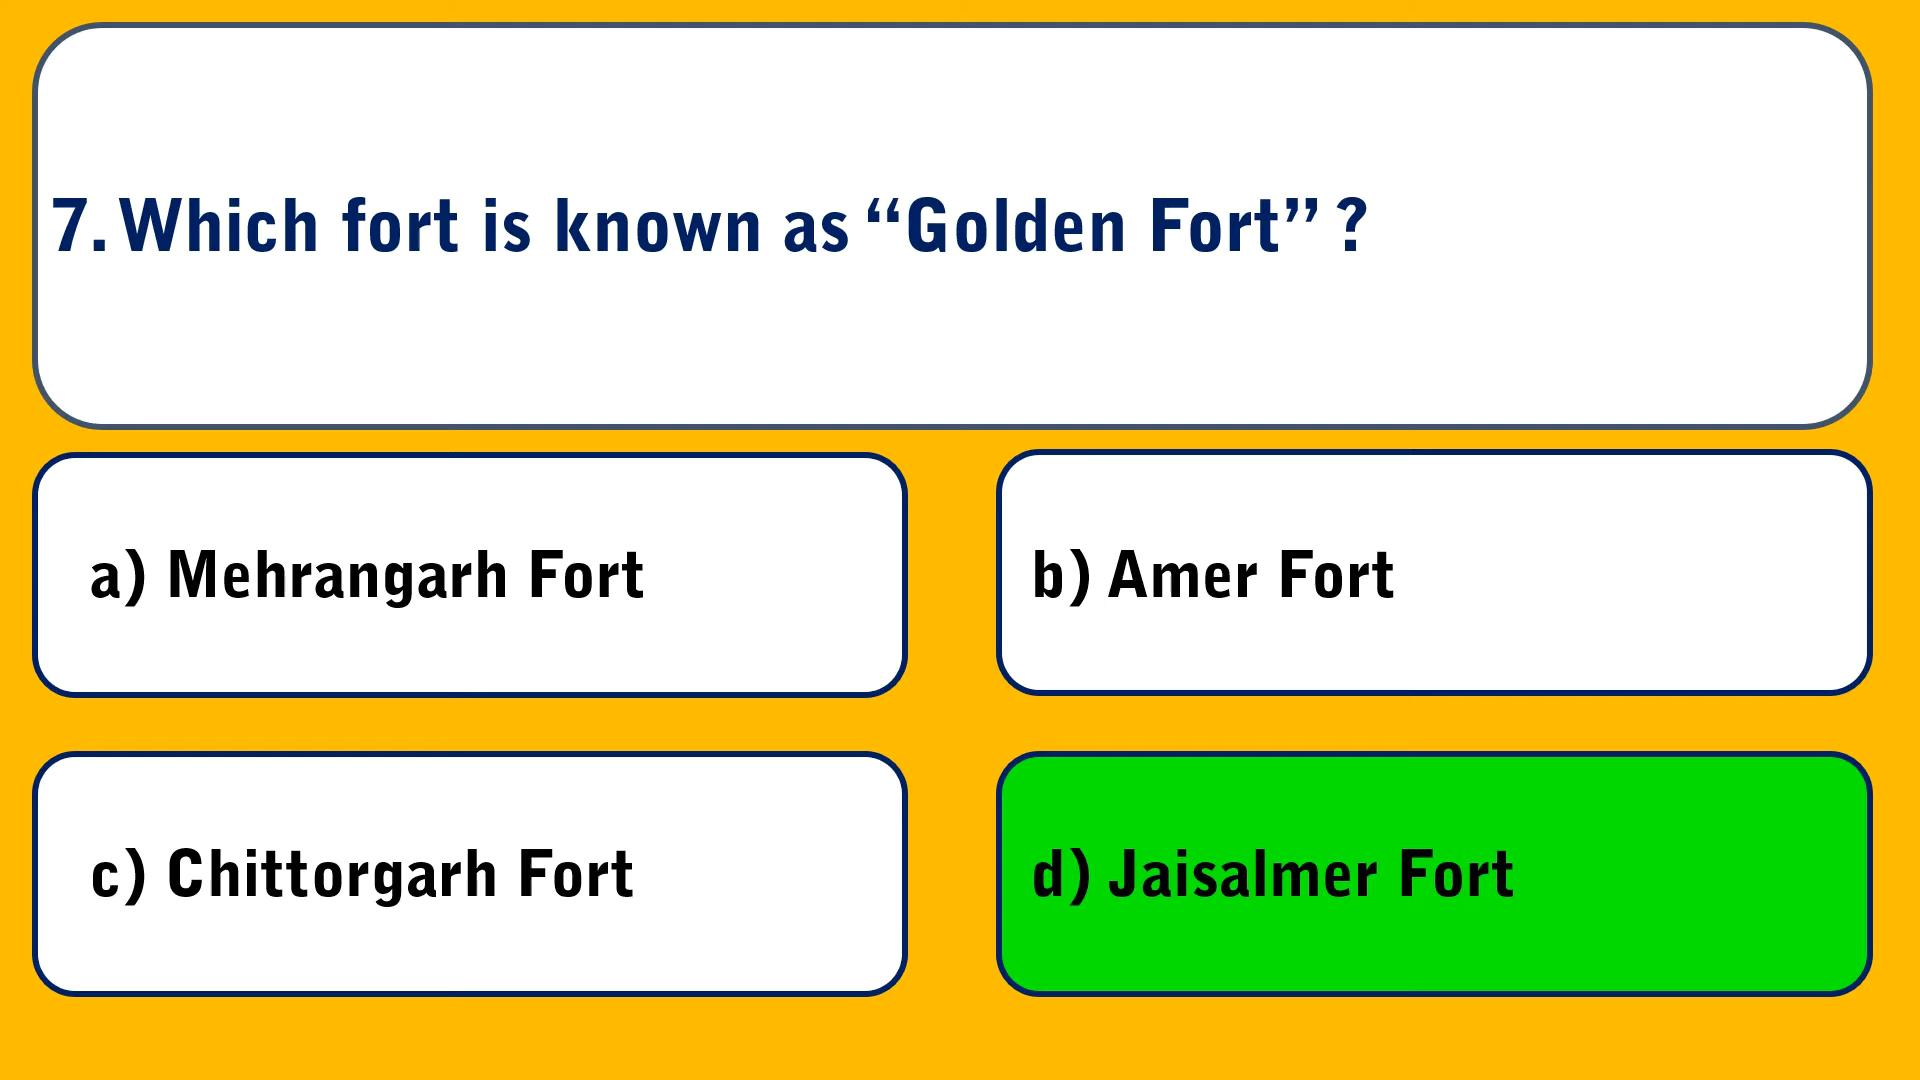 7. Which fort is known as “Golden Fort” ?
a) Mehrangarh Fort
b) Amer Fort
c) Chittorgarh Fort
d) Jaisalmer Fort